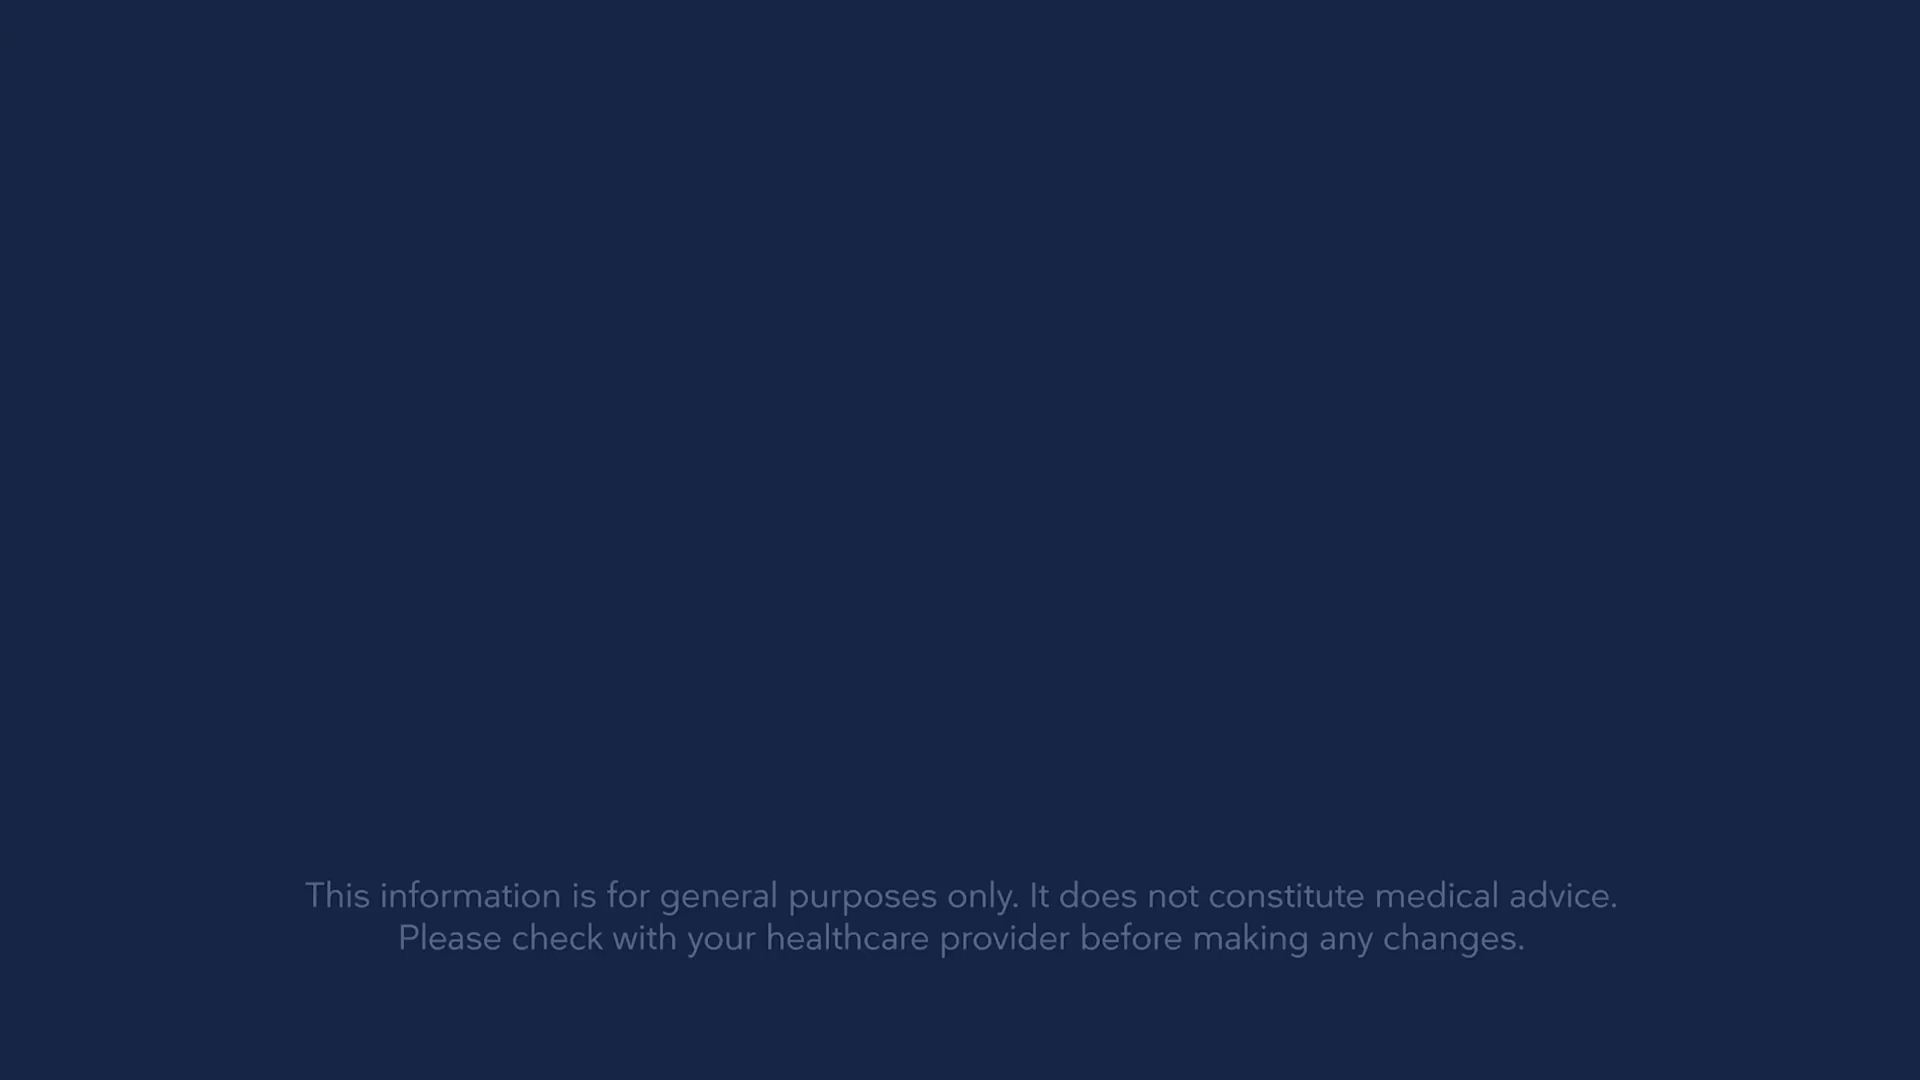 This information is for general purposes only. It does not constitute medical advice.
Please check with your healthcare provider before making any changes.